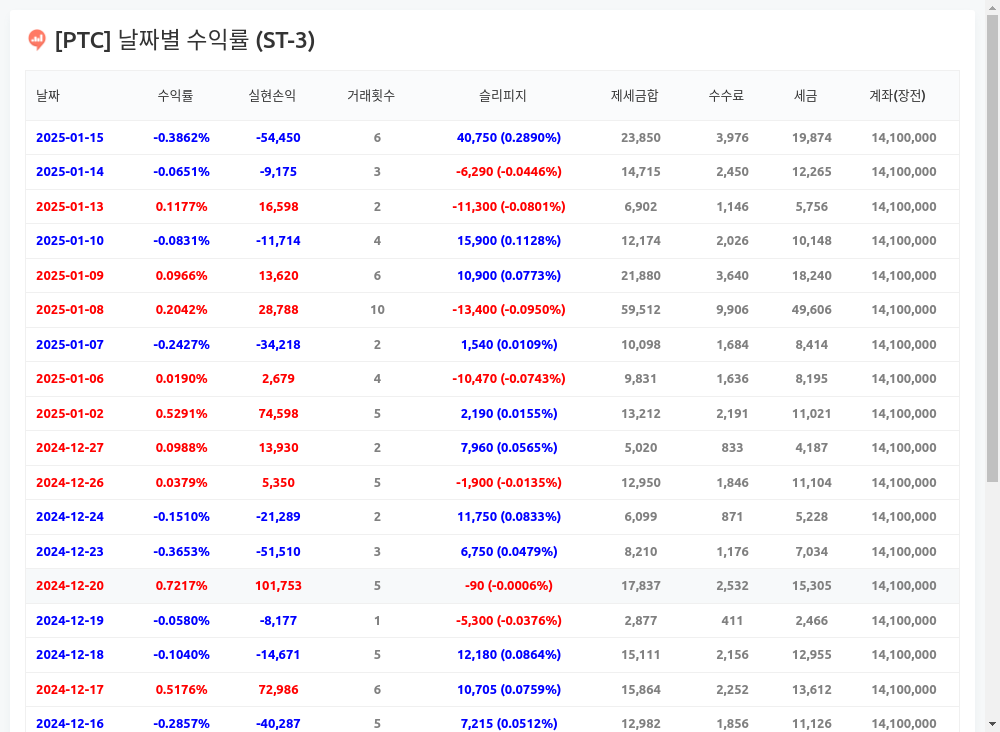 [PTC] 날짜별 수익률 (ST-3)
날짜 수익률 실현손익 거래횟수 슬리피지 제세금합 수수료 세금 계좌(장전)
2025-01-15 -0.3862% -54,450 6 40,750 (0.2890%) 23,850 3,976 19,874 14,100,000
2025-01-14 -0.0651% -9,175 3 -6,290 (-0.0446%) 14,715 2,450 12,265 14,100,000
2025-01-13 0.1177% 16,598 2 -11,300 (-0.0801%) 6,902 1,146 5,756 14,100,000
2025-01-10 -0.0831% -11,714 4 15,900 (0.1128%) 12,174 2,026 10,148 14,100,000
2025-01-09 0.0966% 13,620 6 10,900 (0.0773%) 21,880 3,640 18,240 14,100,000
2025-01-08 0.2042% 28,788 10 -13,400 (-0.0950%) 59,512 9,906 49,606 14,100,000
2025-01-07 -0.2427% -34,218 2 1,540 (0.0109%) 10,098 1,684 8,414 14,100,000
2025-01-06 0.0190% 2,679 4 -10,470 (-0.0743%) 9,831 1,636 8,195 14,100,000
2025-01-02 0.5291% 74,598 5 2,190 (0.0155%) 13,212 2,191 11,021 14,100,000
2024-12-27 0.0988% 13,930 2 7,960 (0.0565%) 5,020 833 4,187 14,100,000
2024-12-26 0.0379% 5,350 5 -1,900 (-0.0135%) 12,950 1,846 11,104 14,100,000
2024-12-24 -0.1510% -21,289 2 11,750 (0.0833%) 6,099 871 5,228 14,100,000
2024-12-23 -0.3653% -51,510 3 6,750 (0.0479%) 8,210 1,176 7,034 14,100,000
2024-12-20 0.7217% 101,753 5 -90 (-0.0006%) 17,837 2,532 15,305 14,100,000
2024-12-19 -0.0580% -8,177 1 -5,300 (-0.0376%) 2,877 411 2,466 14,100,000
2024-12-18 -0.1040% -14,671 5 12,180 (0.0864%) 15,111 2,156 12,955 14,100,000
2024-12-17 0.5176% 72,986 6 10,705 (0.0759%) 15,864 2,252 13,612 14,100,000
2024-12-16 -0.2857% -40,287 5 7,215 (0.0512%) 12,982 1,856 11,126 14,100,000